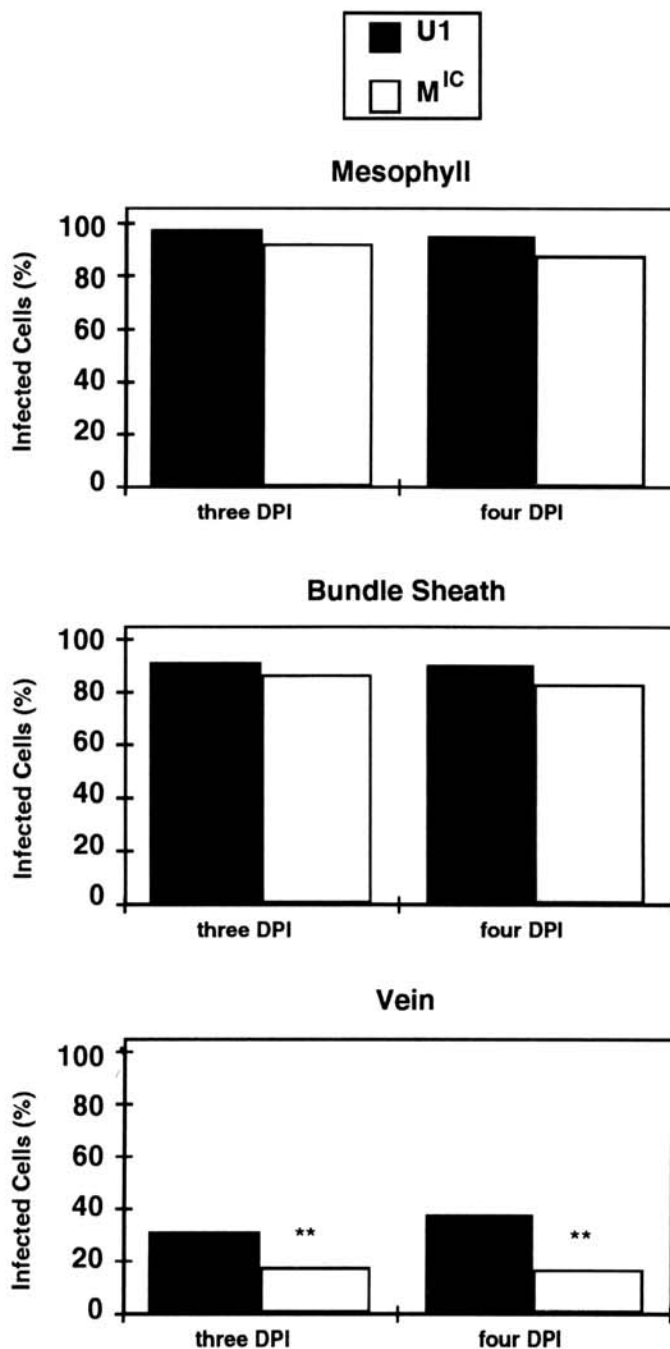 U1
M^IC
Mesophyll
Infected Cells (%)
100
80
60
40
20
0
three DPI four DPI
Bundle Sheath
Infected Cells (%)
100
80
60
40
20
0
three DPI four DPI
Vein
Infected Cells (%)
100
80
60
40
20
0
** **
three DPI four DPI